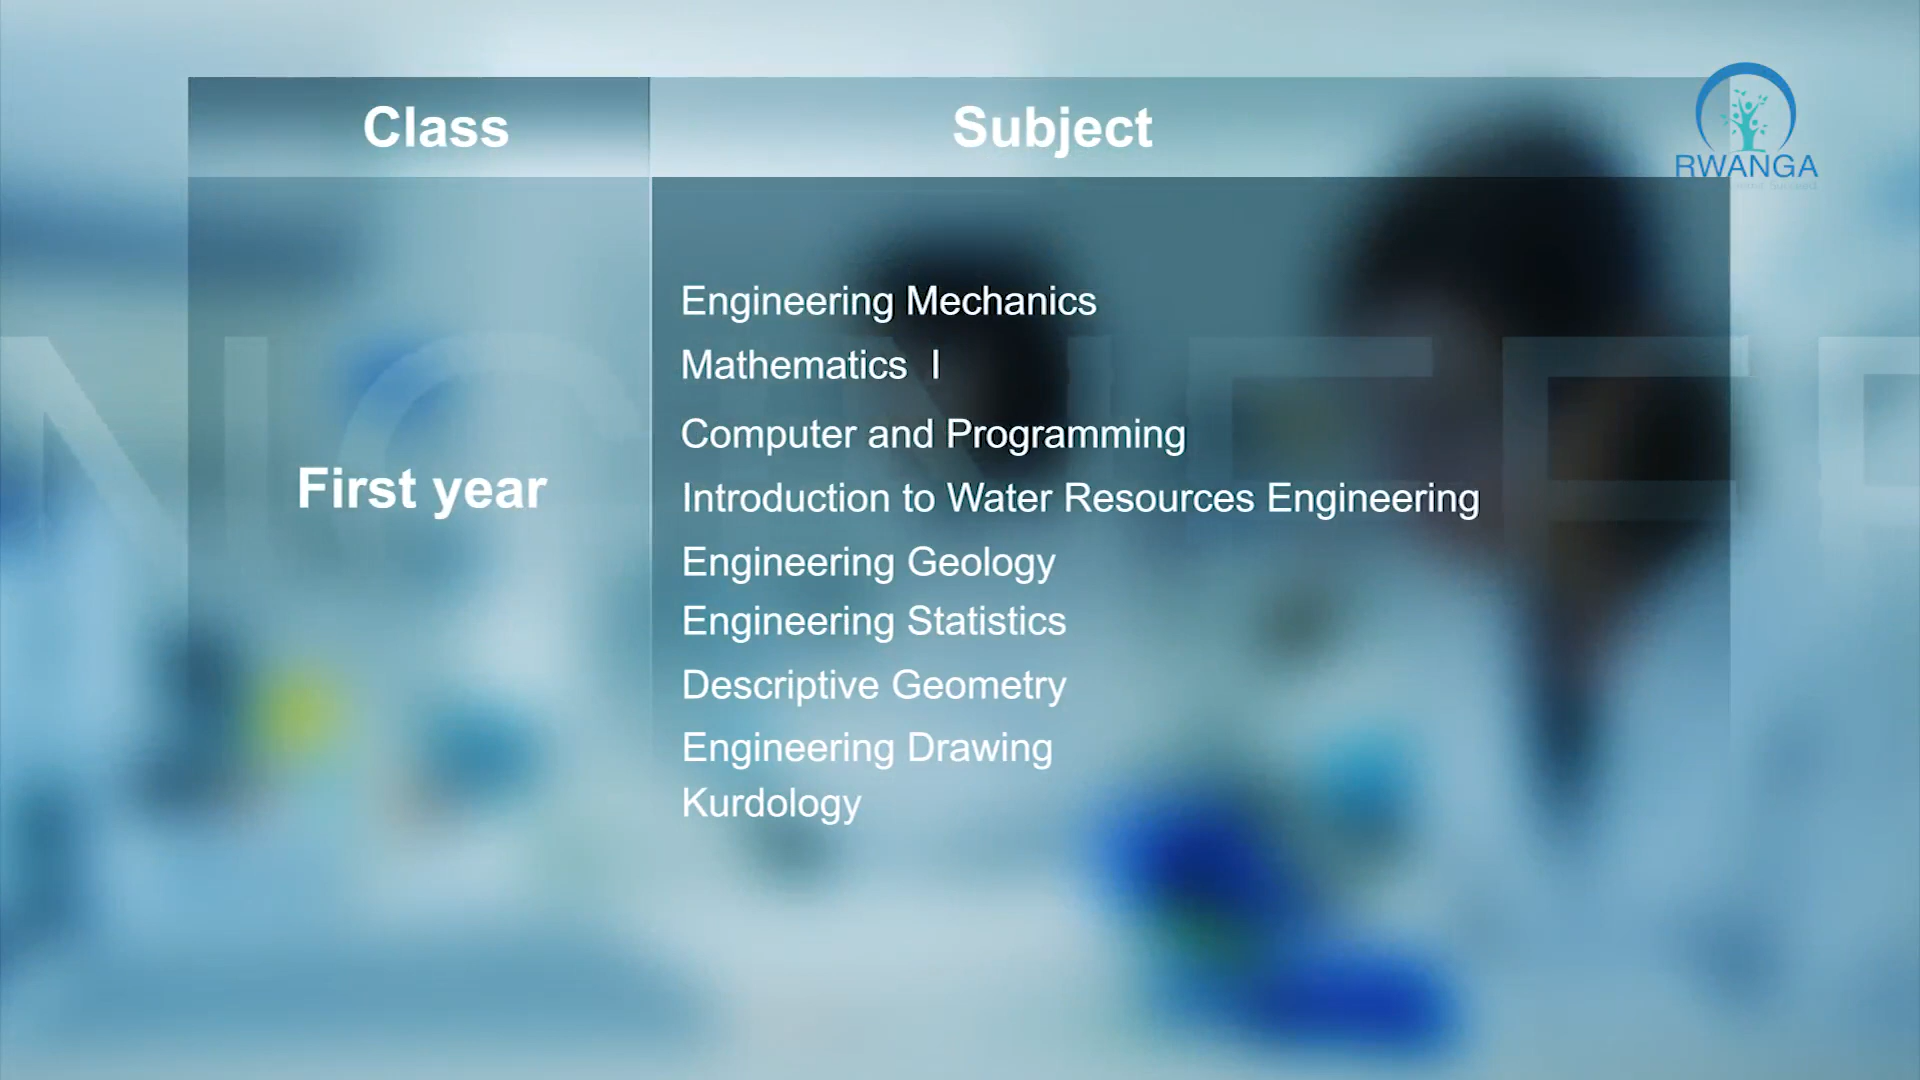 Class
Subject
RWANGA
First year
Engineering Mechanics
Mathematics I
Computer and Programming
Introduction to Water Resources Engineering
Engineering Geology
Engineering Statistics
Descriptive Geometry
Engineering Drawing
Kurdology